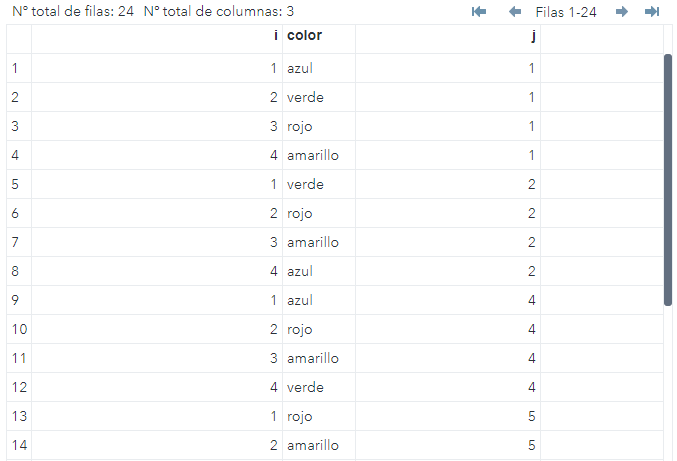 Nº total de filas: 24 Nº total de columnas: 3 Filas 1-24
i color j
1 1 azul 1
2 2 verde 1
3 3 rojo 1
4 4 amarillo 1
5 1 verde 2
6 2 rojo 2
7 3 amarillo 2
8 4 azul 2
9 1 azul 4
10 2 rojo 4
11 3 amarillo 4
12 4 verde 4
13 1 rojo 5
14 2 amarillo 5